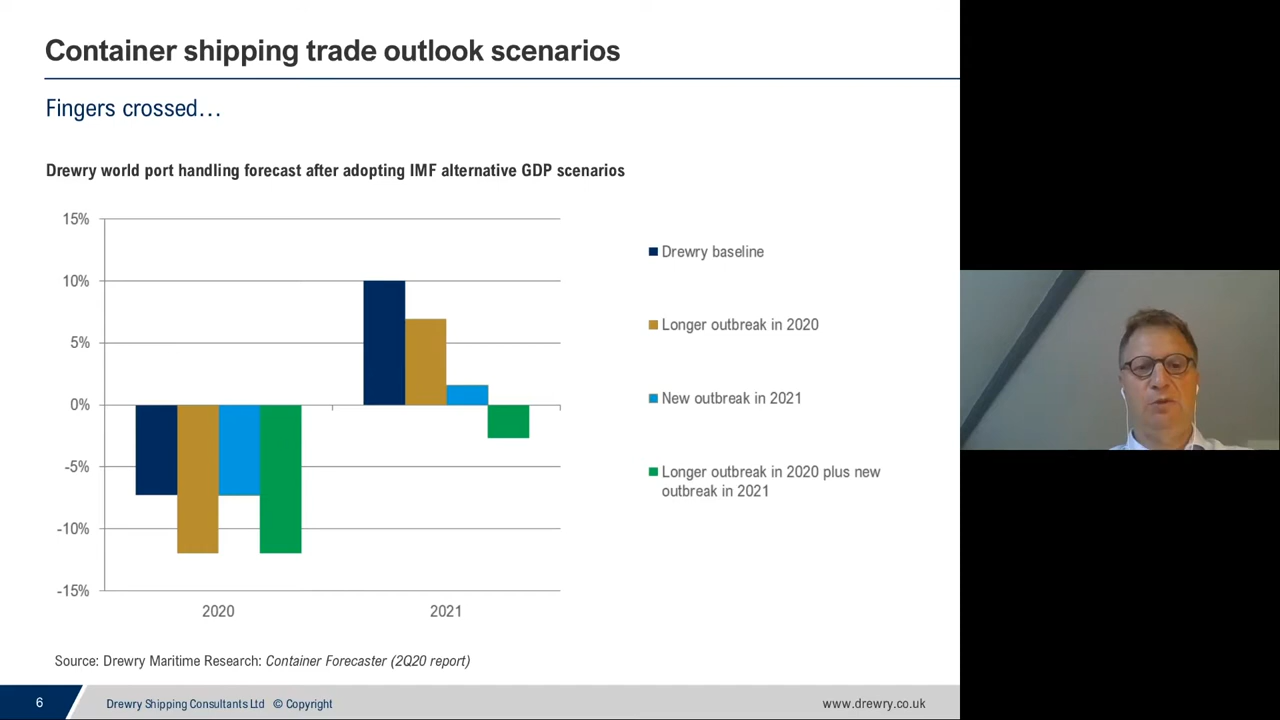 Container shipping trade outlook scenarios
Fingers crossed…
Drewry world port handling forecast after adopting IMF alternative GDP scenarios
15%
10%
5%
0%
-5%
-10%
-15%
2020
2021
Drewry baseline
Longer outbreak in 2020
New outbreak in 2021
Longer outbreak in 2020 plus new
outbreak in 2021
Source: Drewry Maritime Research: Container Forecaster (2Q20 report)
6
Drewry Shipping Consultants Ltd © Copyright
www.drewry.co.uk